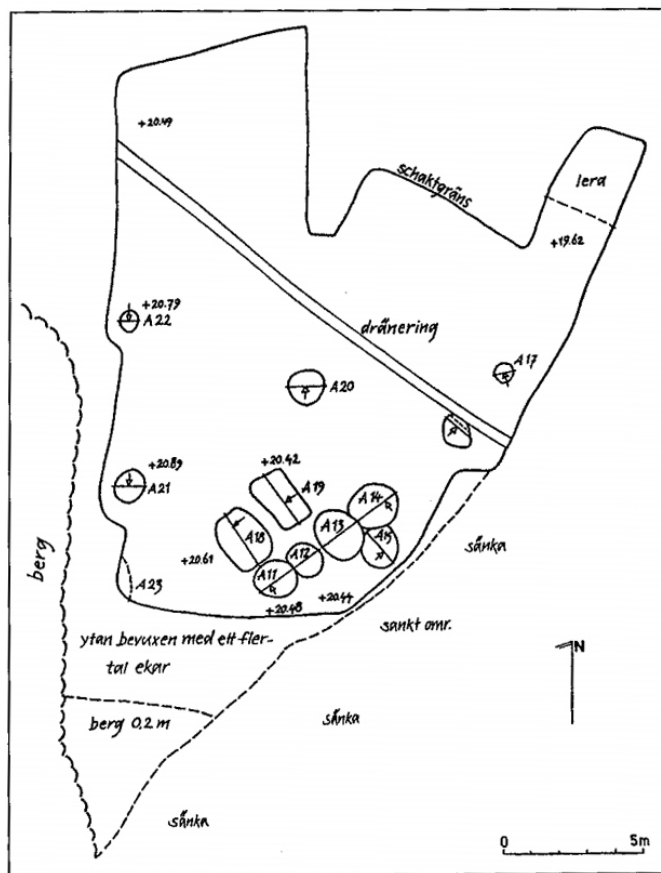 +20.49
schaktgräns
lera
+19.62
+20.79
A22
dränering
A17
A20
+20.89
A21
+20.42
A19
A14
A18
A13
A15
A12
A11
+20.61
A23
+20.48
+20.44
berg
sänka
sankt omr.
ytan bevuxen med ett fler-
tal ekar
N
berg 0.2 m
sänka
sänka
0 5m